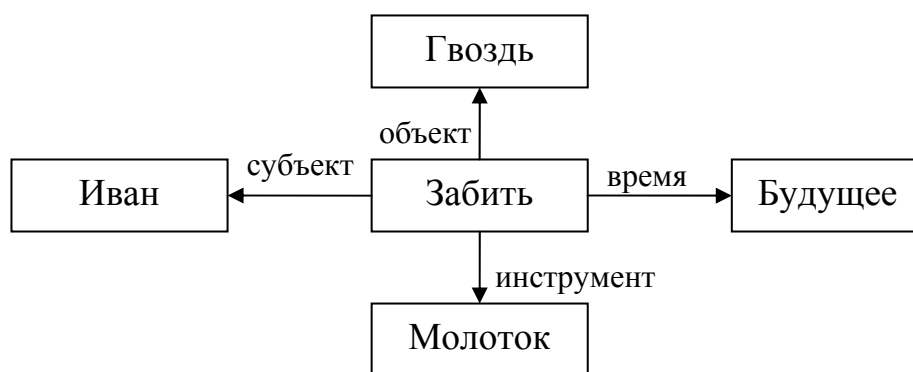 Гвоздь
объект
субъект
время
Иван
Забить
Будущее
инструмент
Молоток